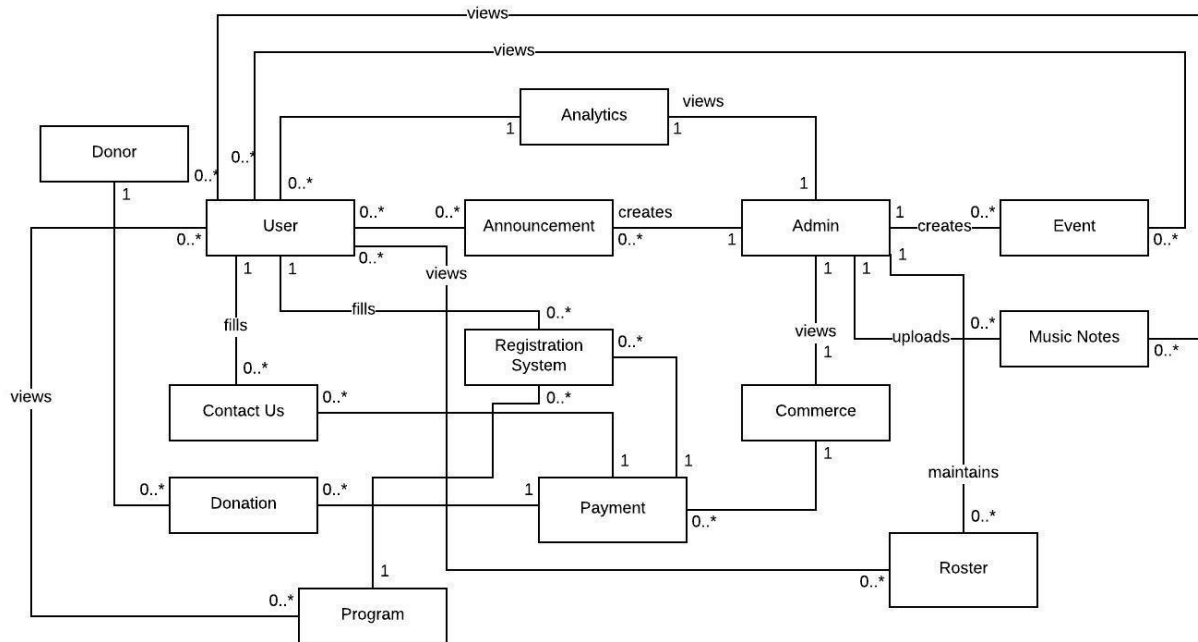 views
views
Analytics
views
1
1
Donor
1
0..*
0..*
0..*
1
User
0..*
0..*
Announcement
creates
0..*
1
Admin
1
creates
0..*
Event
0..*
0..*
1
1
0..*
views
1
1
1
fills
fills
0..*
Registration
System
0..*
0..*
views
1
uploads
0..*
Music Notes
0..*
views
0..*
Contact Us
0..*
Commerce
1
1
1
maintains
0..*
Donation
0..*
1
Payment
0..*
0..*
Roster
0..*
1
0..*
Program